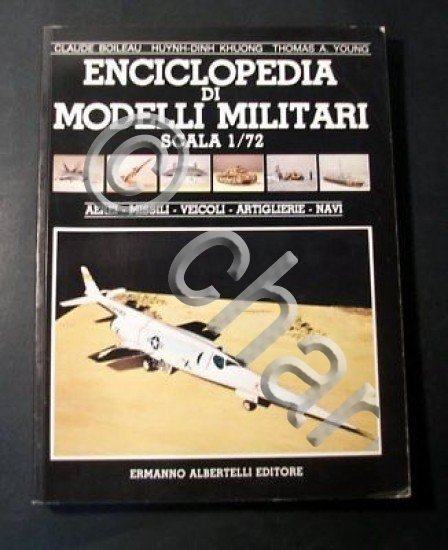 CLAUDE BOILEAU HUYNH-DINH KHUONG THOMAS A. YOUNG
ENCICLOPEDIA
DI
MODELLI MILITARI
SCALA 1/72
AEREI - MISSILI - VEICOLI - ARTIGLIERIE - NAVI
ERMANNO ALBERTELLI EDITORE
© char